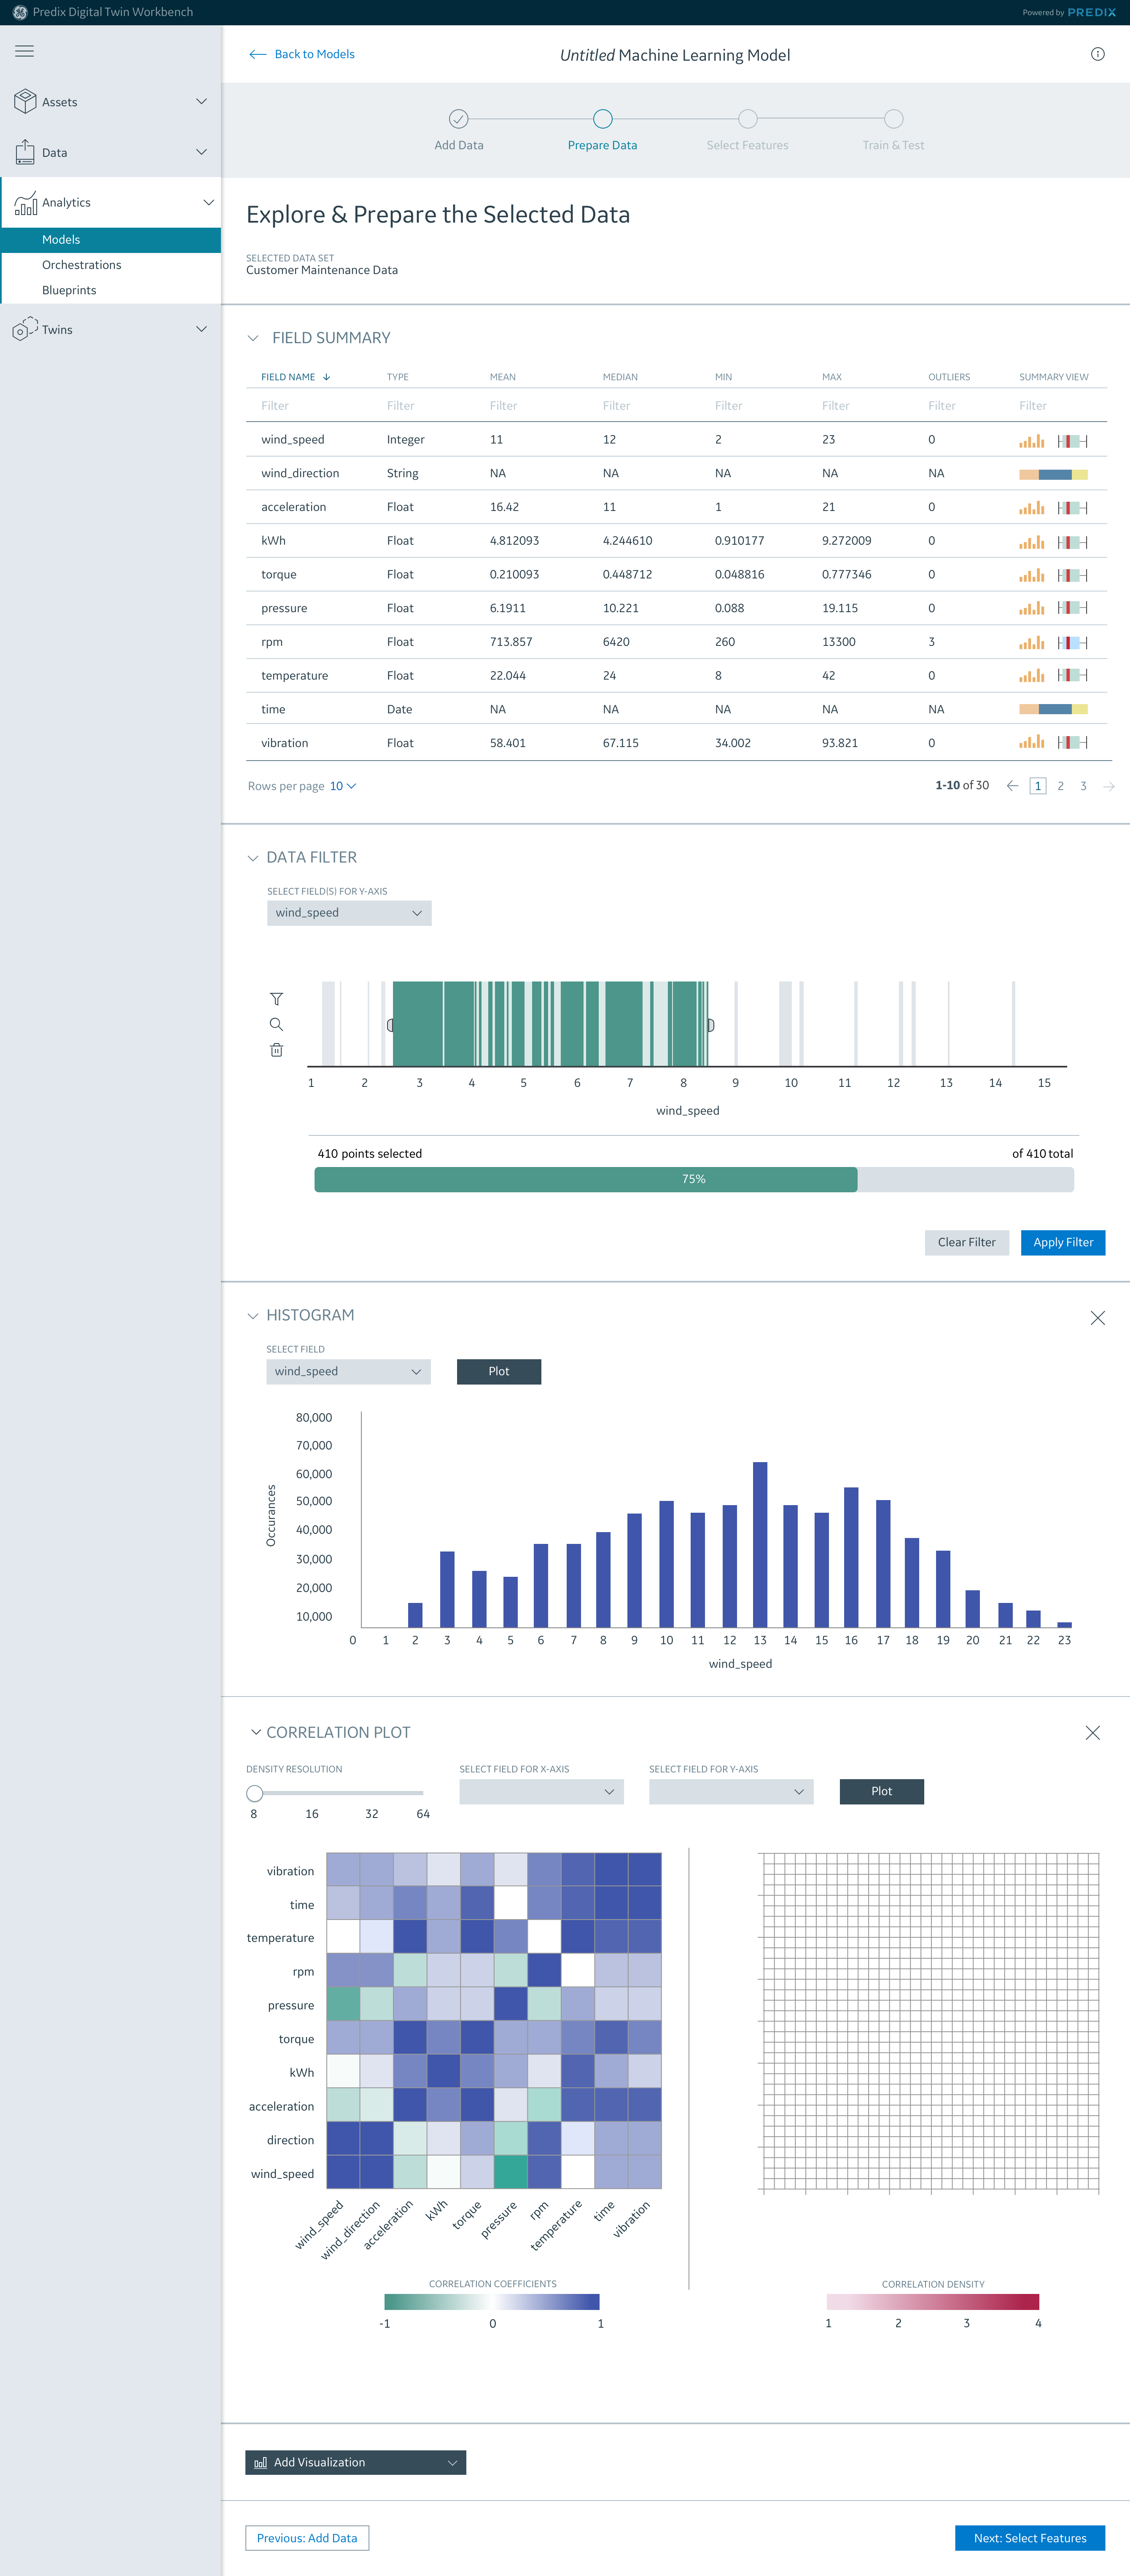 Predix Digital Twin Workbench
Powered by PREDIX
Back to Models
Untitled Machine Learning Model
Assets
Data
Analytics
Models
Orchestrations
Blueprints
Twins
Add Data
Prepare Data
Select Features
Train & Test
Explore & Prepare the Selected Data
SELECTED DATA SET
Customer Maintenance Data
FIELD SUMMARY
FIELD NAME TYPE MEAN MEDIAN MIN MAX OUTLIERS SUMMARY VIEW
Filter Filter Filter Filter Filter Filter Filter Filter
wind_speed Integer 11 12 2 23 0
wind_direction String NA NA NA NA NA
acceleration Float 16.42 11 1 21 0
kWh Float 4.812093 4.244610 0.910177 9.272009 0
torque Float 0.210093 0.448712 0.048816 0.777346 0
pressure Float 6.1911 10.221 0.088 19.115 0
rpm Float 713.857 6420 260 13300 3
temperature Float 22.044 24 8 42 0
time Date NA NA NA NA NA
vibration Float 58.401 67.115 34.002 93.821 0
Rows per page 10
1-10 of 30 1 2 3
DATA FILTER
SELECT FIELD(S) FOR Y-AXIS
wind_speed
1 2 3 4 5 6 7 8 9 10 11 12 13 14 15
wind_speed
410 points selected
of 410 total
75%
Clear Filter
Apply Filter
HISTOGRAM
SELECT FIELD
wind_speed
Plot
80,000
70,000
60,000
50,000
40,000
30,000
20,000
10,000
Occurances
0 1 2 3 4 5 6 7 8 9 10 11 12 13 14 15 16 17 18 19 20 21 22 23
wind_speed
CORRELATION PLOT
DENSITY RESOLUTION
8 16 32 64
SELECT FIELD FOR X-AXIS
SELECT FIELD FOR Y-AXIS
Plot
vibration
time
temperature
rpm
pressure
torque
kWh
acceleration
direction
wind_speed
wind_speed wind_direction acceleration kWh torque pressure rpm temperature time vibration
CORRELATION COEFFICIENTS
-1 0 1
CORRELATION DENSITY
1 2 3 4
Add Visualization
Previous: Add Data
Next: Select Features